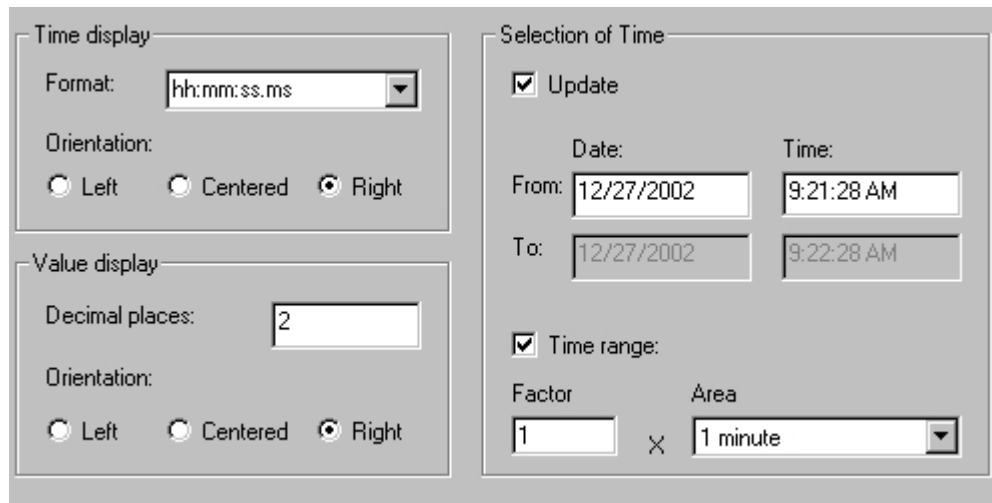 Time display
Format: hh:mm:ss.ms
Orientation:
Left Centered Right
Value display
Decimal places: 2
Orientation:
Left Centered Right
Selection of Time
Update
Date: Time:
From: 12/27/2002 9:21:28 AM
To: 12/27/2002 9:22:28 AM
Time range:
Factor Area
1 X 1 minute